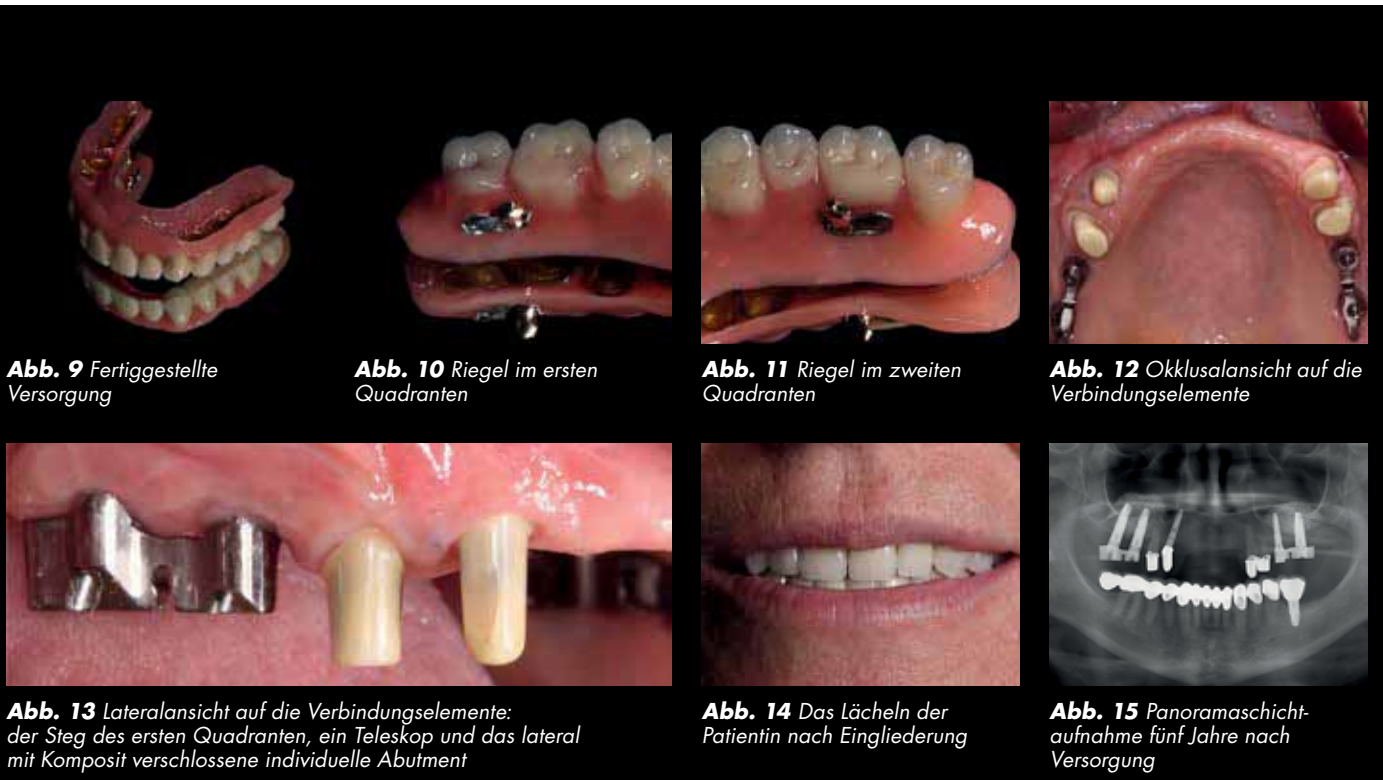 Abb. 9 Fertiggestellte
Versorgung
Abb. 10 Riegel im ersten
Quadranten
Abb. 11 Riegel im zweiten
Quadranten
Abb. 12 Okklusalansicht auf die
Verbindungselemente
Abb. 13 Lateralansicht auf die Verbindungselemente:
der Steg des ersten Quadranten, ein Teleskop und das lateral
mit Komposit verschlossene individuelle Abutment
Abb. 14 Das Lächeln der
Patientin nach Eingliederung
Abb. 15 Panoramaschicht-
aufnahme fünf Jahre nach
Versorgung